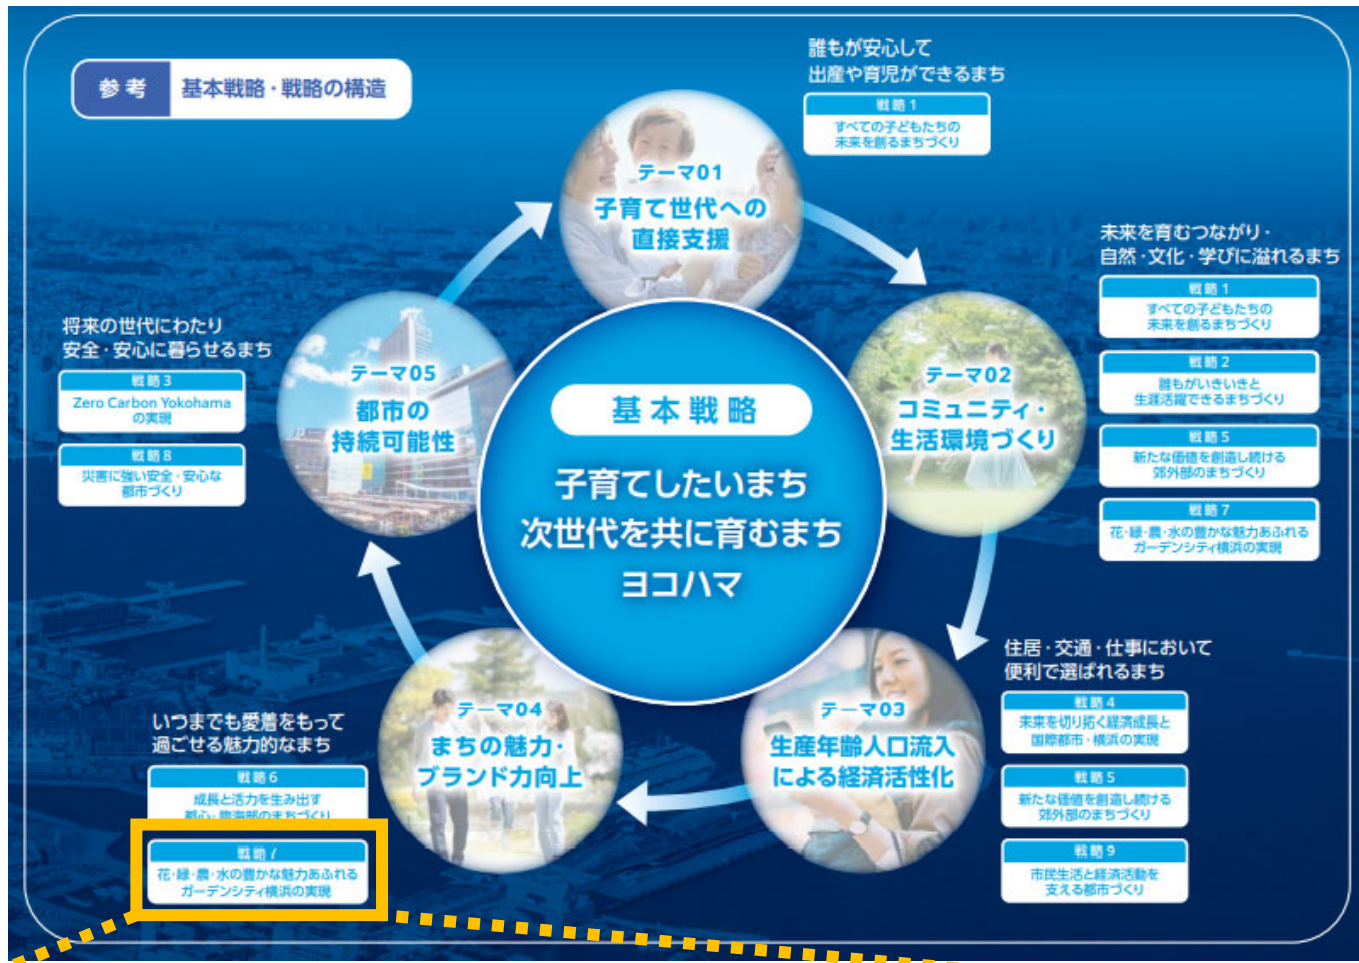 参考
基本戦略・戦略の構造
誰もが安心して
出産や育児ができるまち
戦略1
すべての子どもたちの
未来を創るまちづくり
テーマ01
子育て世代への
直接支援
未来を育むつながり・
自然・文化・学びに溢れるまち
戦略1
すべての子どもたちの
未来を創るまちづくり
戦略2
誰もがいきいきと
生涯活躍できるまちづくり
戦略5
新たな価値を創造し続ける
郊外部のまちづくり
戦略7
花・緑・農・水の豊かな魅力あふれる
ガーデンシティ横浜の実現
テーマ02
コミュニティ・
生活環境づくり
基本戦略
子育てしたいまち
次世代を共に育むまち
ヨコハマ
住居・交通・仕事において
便利で選ばれるまち
戦略4
未来を切り拓く経済成長と
国際都市・横浜の実現
戦略5
新たな価値を創造し続ける
郊外部のまちづくり
戦略9
市民生活と経済活動を
支える都市づくり
テーマ03
生産年齢人口流入
による経済活性化
テーマ04
まちの魅力・
ブランド力向上
いつまでも愛着をもって
過ごせる魅力的なまち
戦略6
成長と活力を生み出す
都心・臨海部のまちづくり
戦略7
花・緑・農・水の豊かな魅力あふれる
ガーデンシティ横浜の実現
テーマ05
都市の
持続可能性
将来の世代にわたり
安全・安心に暮らせるまち
戦略3
Zero Carbon Yokohama
の実現
戦略8
災害に強い安全・安心な
都市づくり